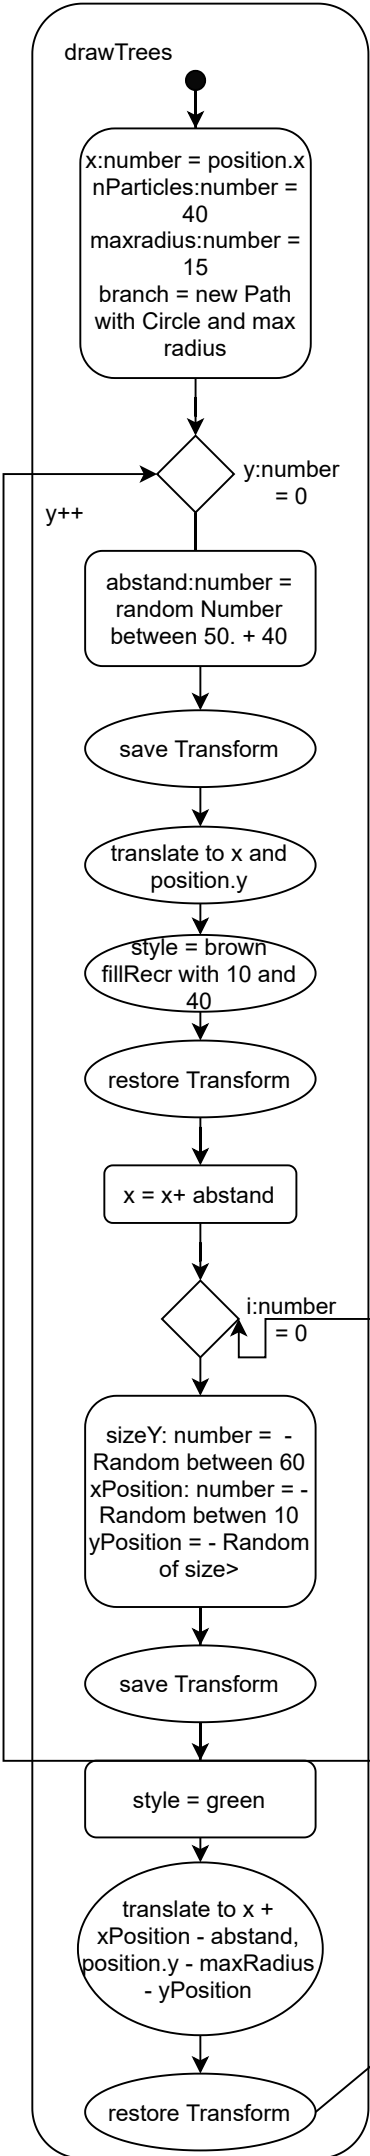 drawTrees
x:number = position.x
nParticles:number =
40
maxradius:number =
15
branch = new Path
with Circle and max
radius
y:number
= 0
y++
abstand:number =
random Number
between 50. + 40
save Transform
translate to x and
position.y
style = brown
fillRecr with 10 and
40
restore Transform
x = x+ abstand
i:number
= 0
sizeY: number =  -
Random between 60
xPosition: number = -
Random betwen 10
yPosition = - Random
of size>
save Transform
style = green
translate to x +
xPosition - abstand,
position.y - maxRadius
- yPosition
restore Transform